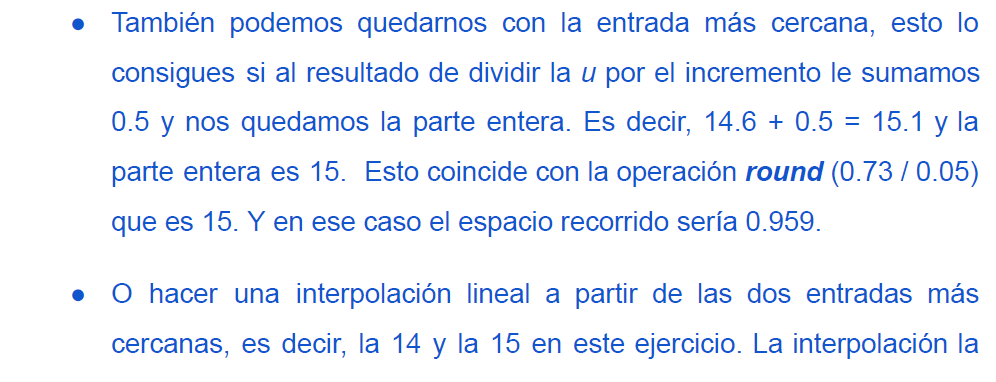 ● También podemos quedarnos con la entrada más cercana, esto lo
consigues si al resultado de dividir la u por el incremento le sumamos
0.5 y nos quedamos la parte entera. Es decir, 14.6 + 0.5 = 15.1 y la
parte entera es 15. Esto coincide con la operación round (0.73 / 0.05)
que es 15. Y en ese caso el espacio recorrido sería 0.959.
● O hacer una interpolación lineal a partir de las dos entradas más
cercanas, es decir, la 14 y la 15 en este ejercicio. La interpolación la